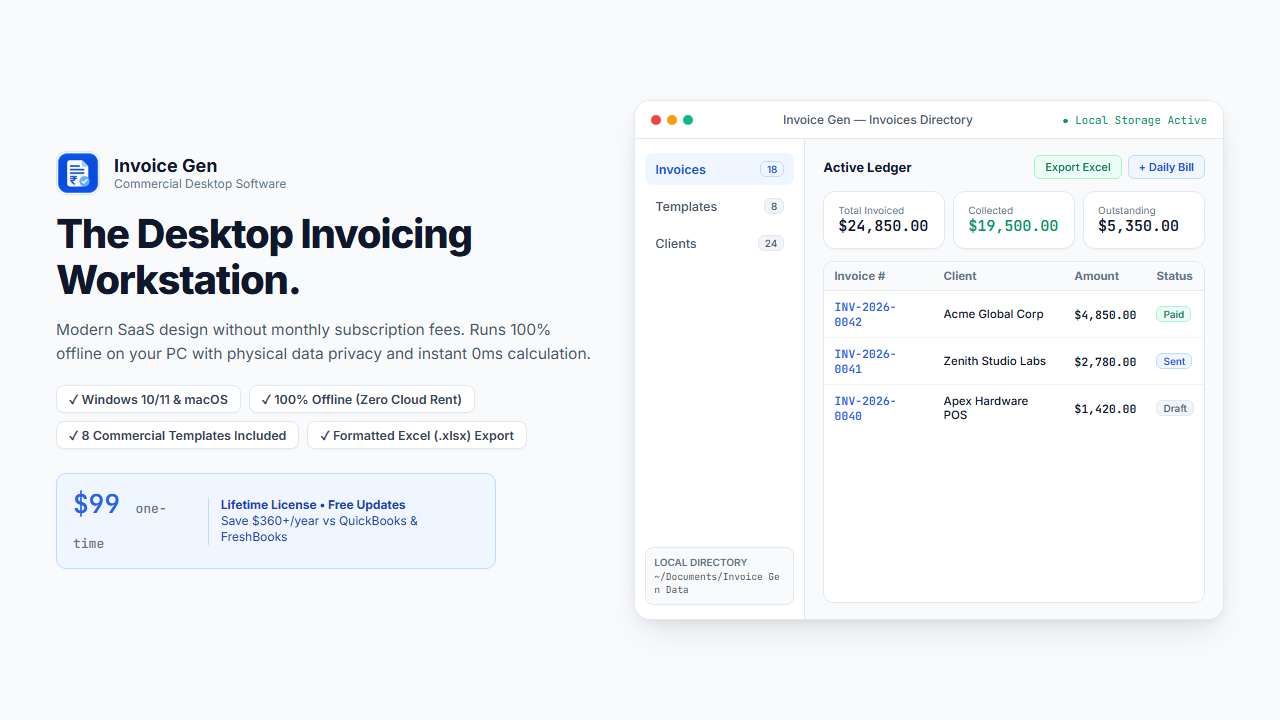 Invoice Gen
Commercial Desktop Software
The Desktop Invoicing
Workstation.
Modern SaaS design without monthly subscription fees. Runs 100%
offline on your PC with physical data privacy and instant 0ms calculation.
✓ Windows 10/11 & macOS
✓ 100% Offline (Zero Cloud Rent)
✓ 8 Commercial Templates Included
✓ Formatted Excel (.xlsx) Export
$99 one-
time
Lifetime License • Free Updates
Save $360+/year vs QuickBooks &
FreshBooks
Invoice Gen — Invoices Directory
● Local Storage Active
Invoices 18
Templates 8
Clients 24
LOCAL DIRECTORY
~/Documents/Invoice Ge
n Data
Active Ledger
Export Excel
+ Daily Bill
Total Invoiced
$24,850.00
Collected
$19,500.00
Outstanding
$5,350.00
Invoice # Client Amount Status
INV-2026-
0042
Acme Global Corp
$4,850.00
Paid
INV-2026-
0041
Zenith Studio Labs
$2,780.00
Sent
INV-2026-
0040
Apex Hardware
POS
$1,420.00
Draft